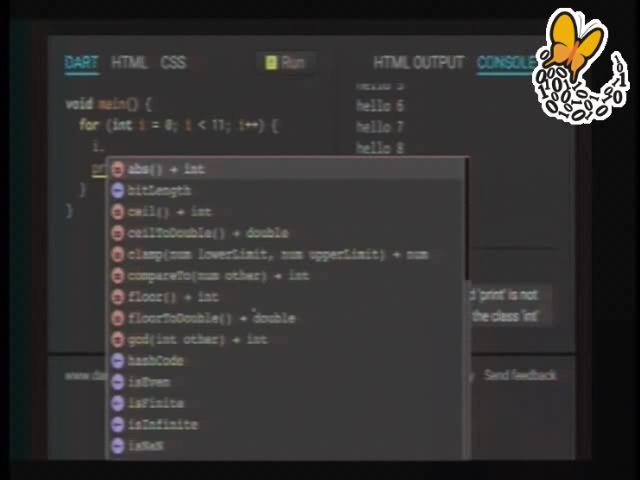 DART HTML CSS Run HTML OUTPUT CONSOLE
void main() {
for (int i = 0; i < 11; i++) {
i.
pr
}
}
hello 5
hello 6
hello 7
hello 8
abs() → int
bitLength
ceil() → int
ceilToDouble() → double
clamp(num lowerLimit, num upperLimit) → num
compareTo(num other) → int
floor() → int
floorToDouble() → double
gcd(int other) → int
hashCode
isEven
isFinite
isInfinite
isNaN
'print' is not
the class 'int'
Send feedback